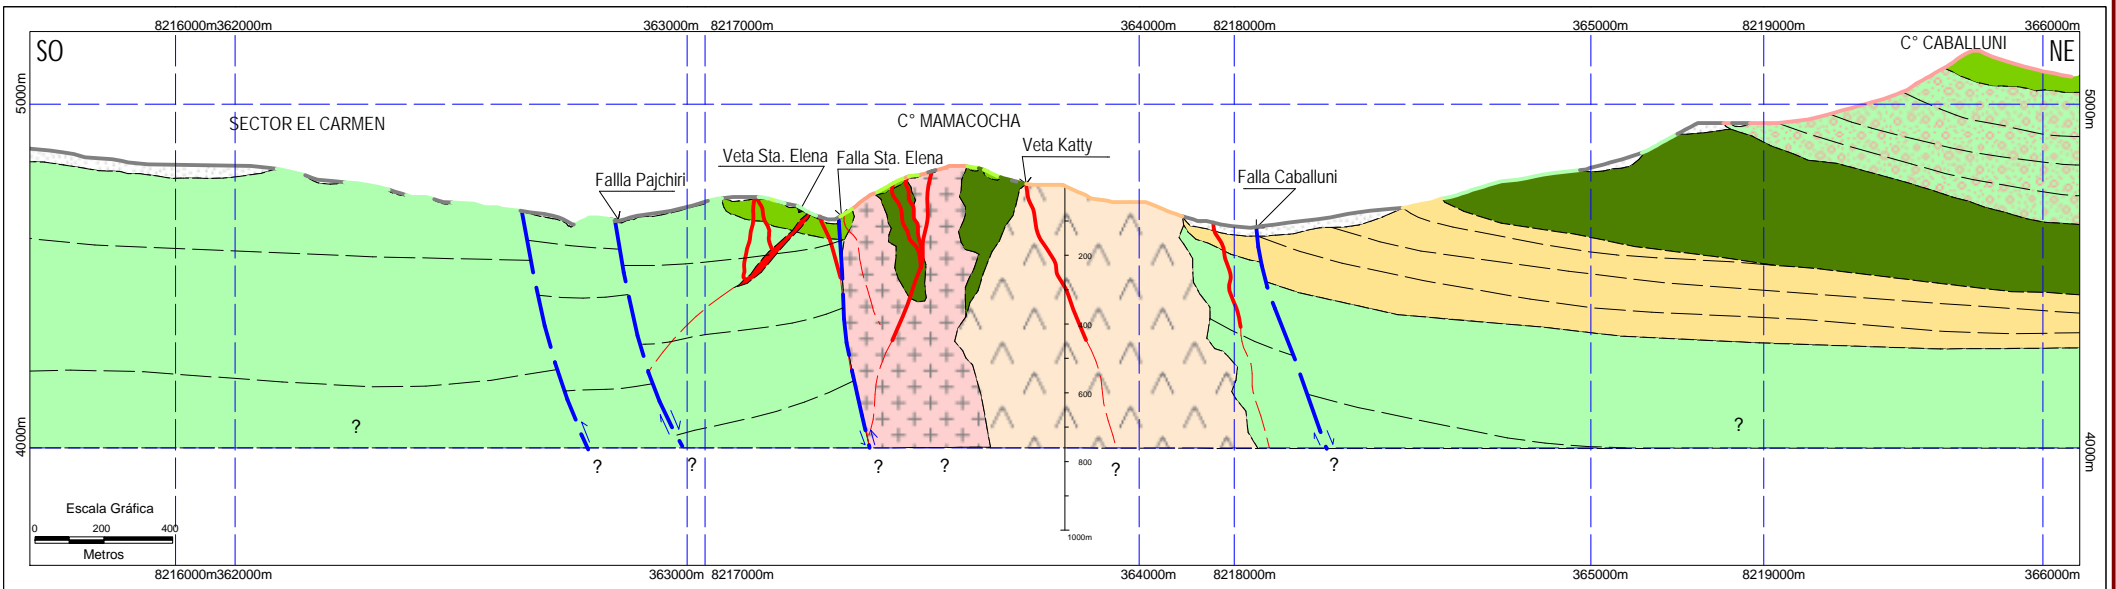 8216000m362000m 363000m 8217000m 364000m 8218000m 365000m 8219000m 366000m
SO
C° CABALLUNI
NE
5000m
5000m
SECTOR EL CARMEN
C° MAMACOCHA
Veta Sta. Elena
Falla Sta. Elena
Veta Katty
Fallla Pajchiri
Falla Caballuni
200
400
600
?
?
4000m
4000m
800
? ? ? ? ? ?
1000m
Escala Gráfica
0 200 400
Metros
8216000m362000m 363000m 8217000m 364000m 8218000m 365000m 8219000m 366000m